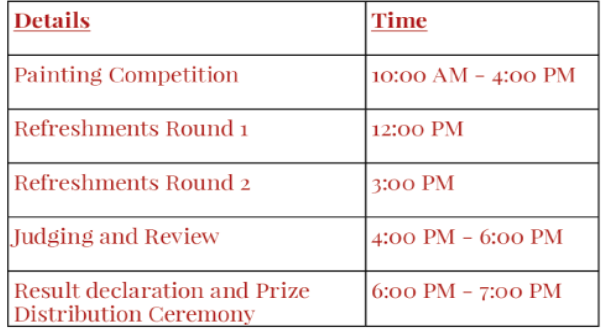 Details Time
Painting Competition 10:00 AM - 4:00 PM
Refreshments Round 1 12:00 PM
Refreshments Round 2 3:00 PM
Judging and Review 4:00 PM - 6:00 PM
Result declaration and Prize 6:00 PM - 7:00 PM
Distribution Ceremony